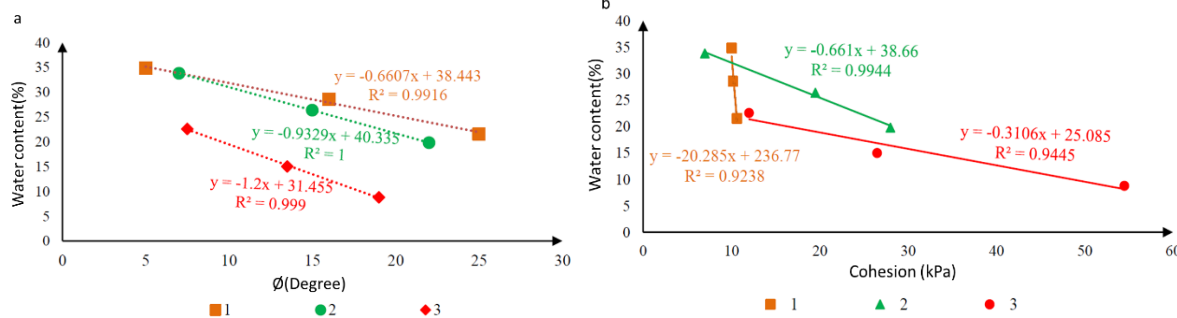 a
40
35
30
25
20
15
10
5
0
Water content(%)
y = -0.6607x + 38.443
R² = 0.9916
y = -0.9329x + 40.335
R² = 1
y = -1.2x + 31.455
R² = 0.999
0 5 10 15 20 25 30
Ø(Degree)
1 2 3
b
40
35
30
25
20
15
10
5
0
Water content(%)
y = -0.661x + 38.66
R² = 0.9944
y = -0.3106x + 25.085
R² = 0.9445
y = -20.285x + 236.77
R² = 0.9238
0 10 20 30 40 50 60
Cohesion (kPa)
1 2 3